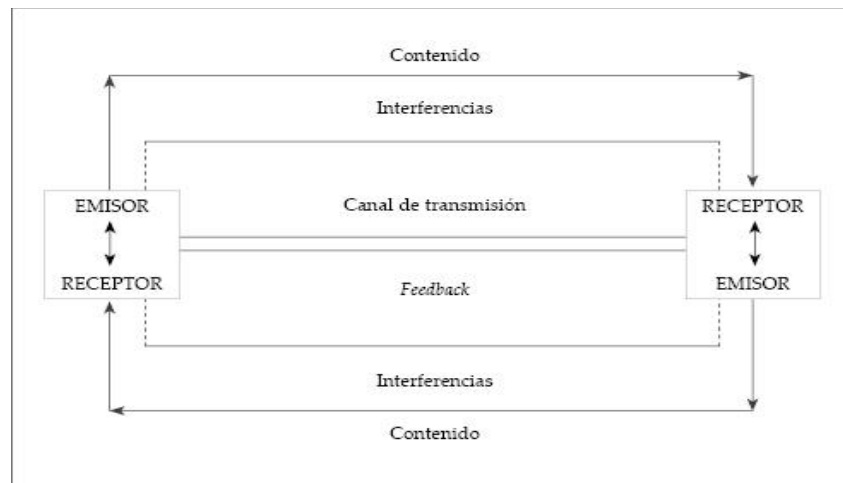 Contenido
Interferencias
EMISOR
Canal de transmisión
RECEPTOR
RECEPTOR
Feedback
EMISOR
Interferencias
Contenido